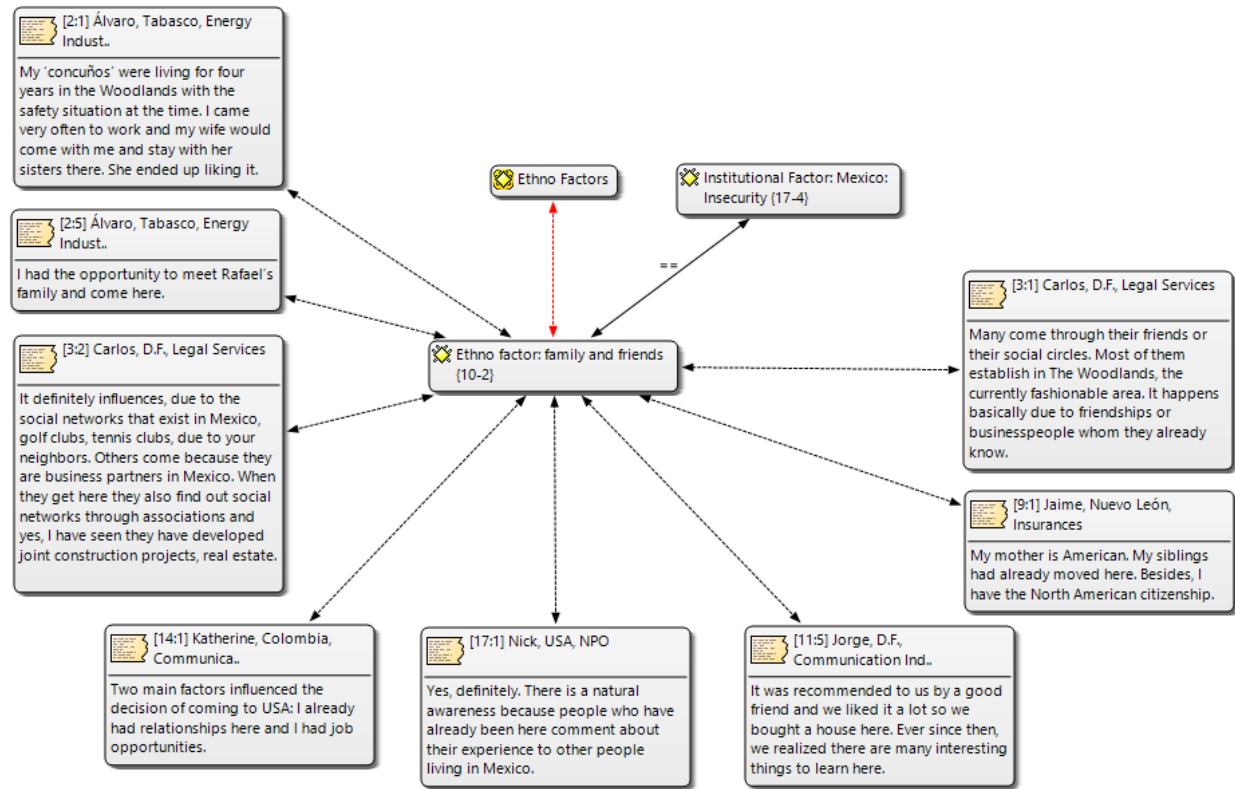 [2:1] Álvaro, Tabasco, Energy
Indust..
My ‘concuños’ were living for four
years in the Woodlands with the
safety situation at the time. I came
very often to work and my wife would
come with me and stay with her
sisters there. She ended up liking it.
Ethno Factors
Institutional Factor: Mexico:
Insecurity {17-4}
[2:5] Álvaro, Tabasco, Energy
Indust..
I had the opportunity to meet Rafael´s
family and come here.
==
[3:1] Carlos, D.F., Legal Services
Many come through their friends or
their social circles. Most of them
establish in The Woodlands, the
currently fashionable area. It happens
basically due to friendships or
businesspeople whom they already
know.
[3:2] Carlos, D.F., Legal Services
It definitely influences, due to the
social networks that exist in Mexico,
golf clubs, tennis clubs, due to your
neighbors. Others come because they
are business partners in Mexico. When
they get here they also find out social
networks through associations and
yes, I have seen they have developed
joint construction projects, real estate.
Ethno factor: family and friends
{10-2}
[9:1] Jaime, Nuevo León,
Insurances
My mother is American. My siblings
had already moved here. Besides, I
have the North American citizenship.
[14:1] Katherine, Colombia,
Communica..
Two main factors influenced the
decision of coming to USA: I already
had relationships here and I had job
opportunities.
[17:1] Nick, USA, NPO
Yes, definitely. There is a natural
awareness because people who have
already been here comment about
their experience to other people
living in Mexico.
[11:5] Jorge, D.F.,
Communication Ind..
It was recommended to us by a good
friend and we liked it a lot so we
bought a house here. Ever since then,
we realized there are many interesting
things to learn here.